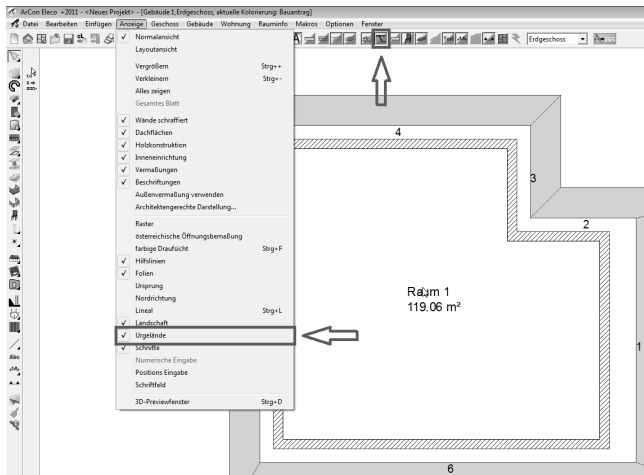 ArCon Eleco +2011 - <Neues Projekt> - [Gebäude 1,Erdgeschoss, aktuelle Kolorierung: Bauantrag]
Datei Bearbeiten Einfügen Anzeige Geschoss Gebäude Wohnung Rauminfo Makros Optionen Fenster
Erdgeschoss
Normalansicht
Layoutansicht
Vergrößern Strg++
Verkleinern Strg+-
Alles zeigen
Gesamtes Blatt
Wände schraffiert
Dachflächen
Holzkonstruktion
Inneneinrichtung
Vermaßungen
Beschriftungen
Außenvermaßung verwenden
Architektengerechte Darstellung...
Raster
österreichische Öffnungsbemaßung
farbige Draufsicht Strg+F
Hilfslinien
Folien
Ursprung
Nordrichtung
Lineal Strg+L
Landschaft
Urgelände
Schnitte
Numerische Eingabe
Positions Eingabe
Schriftfeld
3D-Previewfenster Strg+D
Abc
4
3
2
Raum 1
119.06 m²
1
6